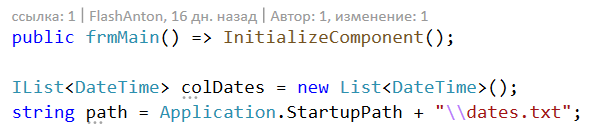 ссылка: 1 | FlashAnton, 16 дн. назад | Автор: 1, изменение: 1
public frmMain() => InitializeComponent();
IList<DateTime> colDates = new List<DateTime>();
string path = Application.StartupPath + "\\dates.txt";